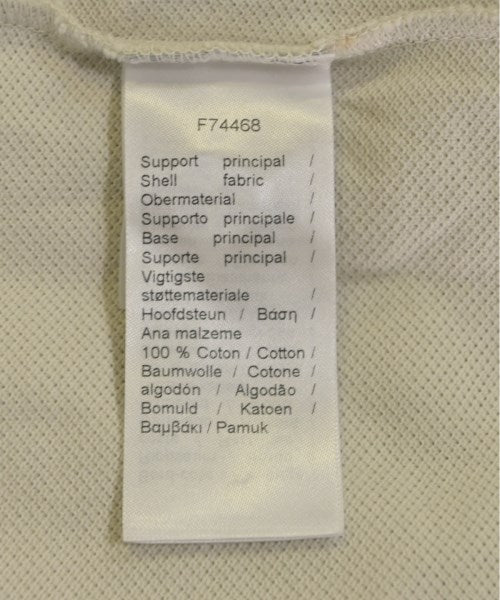 F74468
Support principal /
Shell fabric /
Obermaterial /
Supporto principale /
Base principal /
Suporte principal /
Vigtigste
støttemateriale /
Hoofdsteun / Βάση /
Ana malzeme
100 % Coton / Cotton /
Baumwolle / Cotone /
algodón / Algodão /
Bomuld / Katoen /
Βαμβάκι / Pamuk